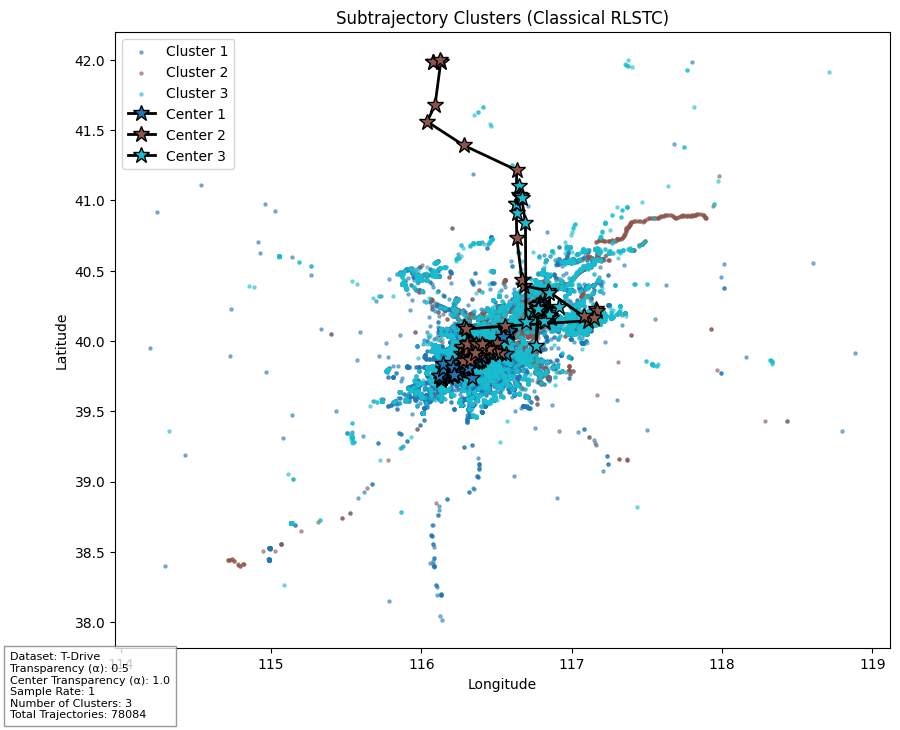 Subtrajectory Clusters (Classical RLSTC)
Cluster 1
Cluster 2
Cluster 3
Center 1
Center 2
Center 3
42.0
41.5
41.0
40.5
40.0
39.5
39.0
38.5
38.0
Latitude
114
115
116
117
118
119
Longitude
Dataset: T-Drive
Transparency (α): 0.5
Center Transparency (α): 1.0
Sample Rate: 1
Number of Clusters: 3
Total Trajectories: 78084